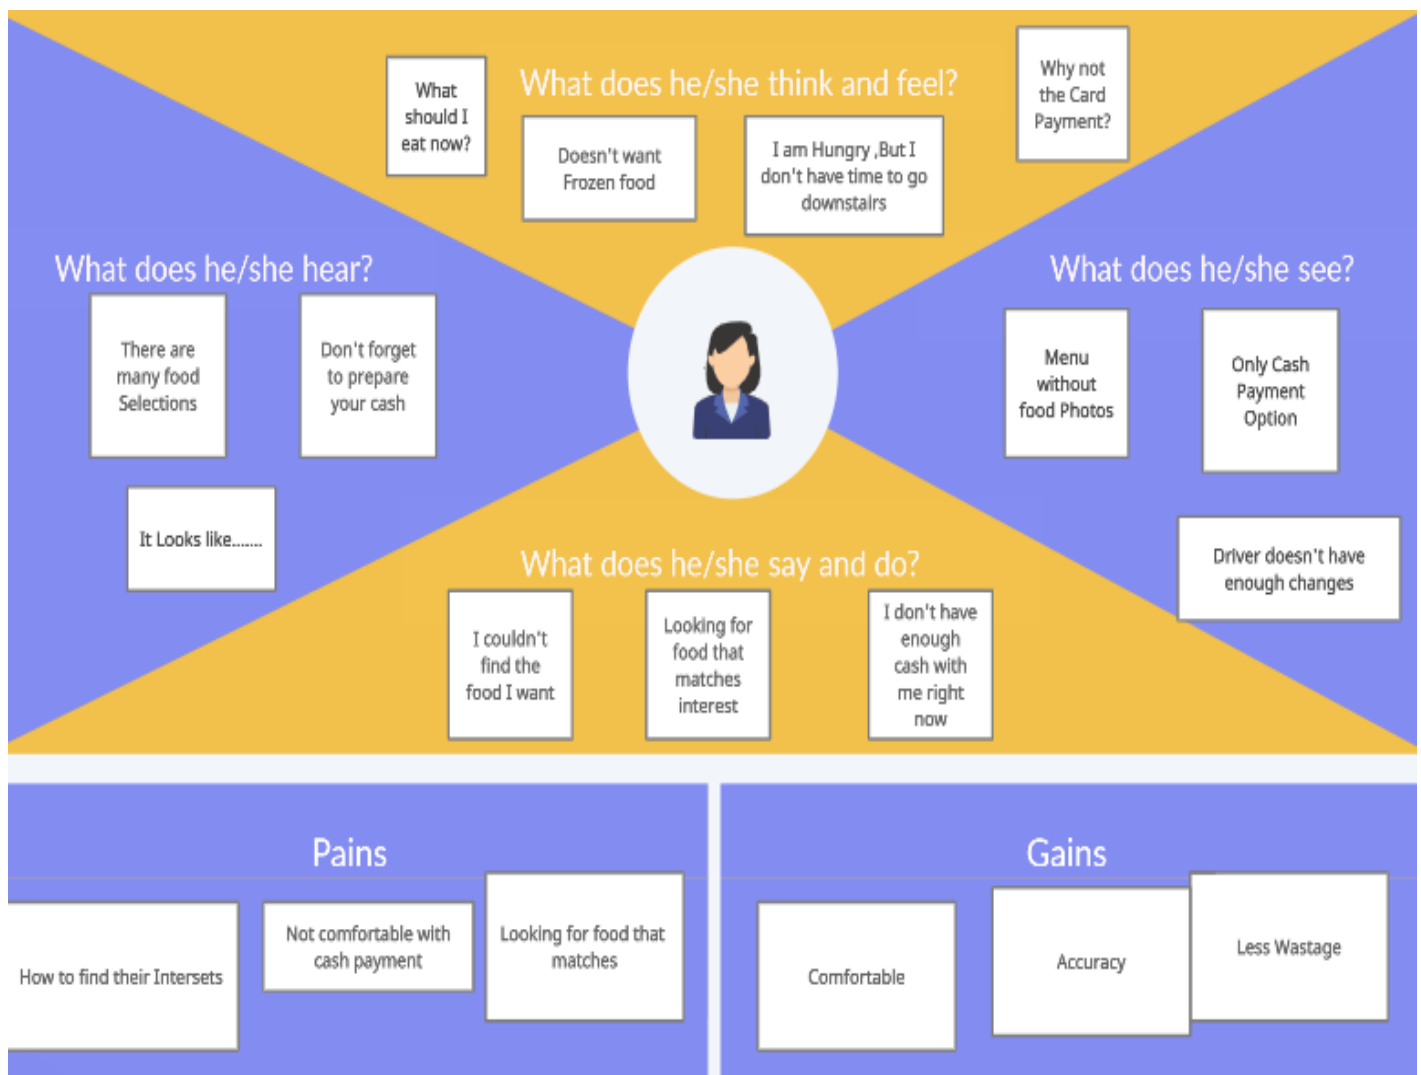 What does he/she think and feel?
What
should I
eat now?
Doesn't want
Frozen food
I am Hungry ,But I
don't have time to go
downstairs
Why not
the Card
Payment?
What does he/she hear?
There are
many food
Selections
Don't forget
to prepare
your cash
It Looks like.......
What does he/she see?
Menu
without
food Photos
Only Cash
Payment
Option
Driver doesn't have
enough changes
What does he/she say and do?
I couldn't
find the
food I want
Looking for
food that
matches
interest
I don't have
enough
cash with
me right
now
Pains
How to find their Intersets
Not comfortable with
cash payment
Looking for food that
matches
Gains
Comfortable
Accuracy
Less Wastage